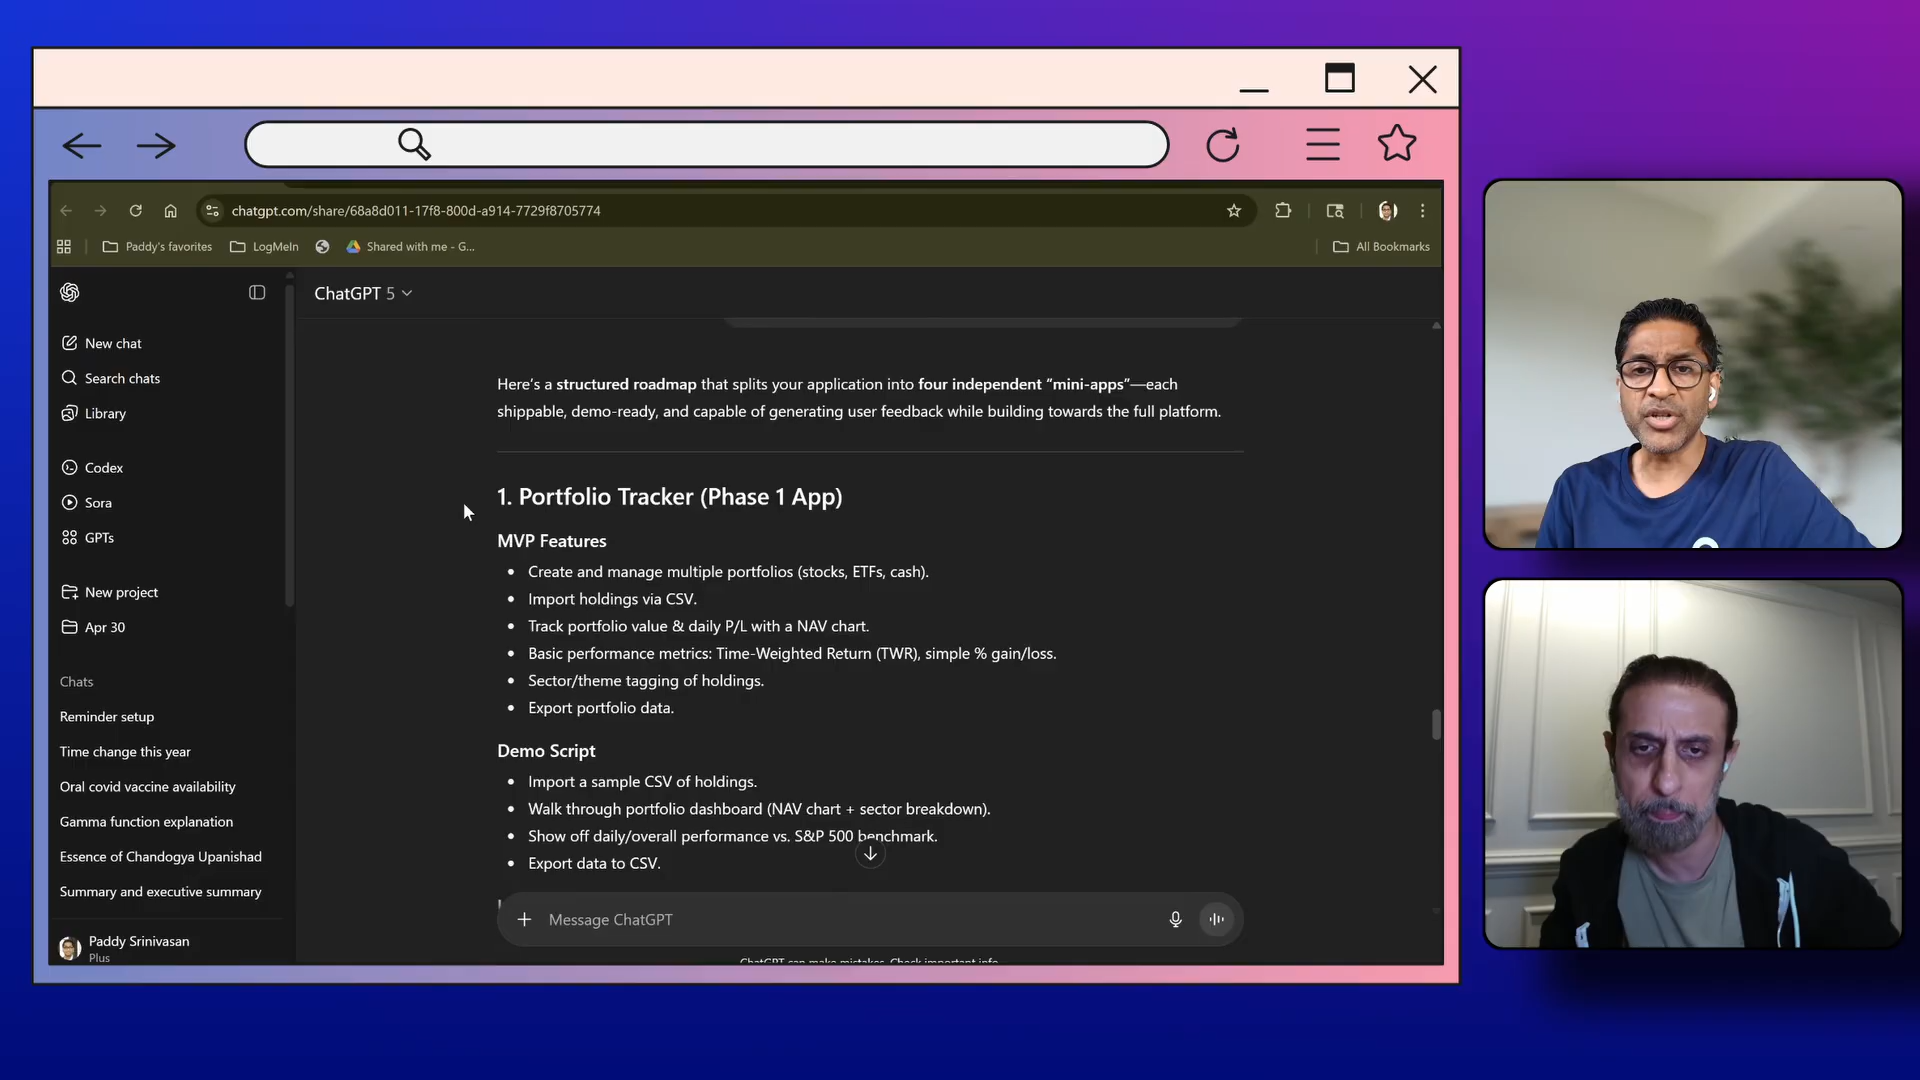 chatgpt.com/share/68a8d011-17f8-800d-a914-7729f8705774
Paddy's favorites
LogMeIn
Shared with me - G...
All Bookmarks
ChatGPT 5
New chat
Search chats
Library
Codex
Sora
GPTs
New project
Apr 30
Chats
Reminder setup
Time change this year
Oral covid vaccine availability
Gamma function explanation
Essence of Chandogya Upanishad
Summary and executive summary
Paddy Srinivasan
Plus
Here's a structured roadmap that splits your application into four independent “mini-apps”—each
shippable, demo-ready, and capable of generating user feedback while building towards the full platform.
1. Portfolio Tracker (Phase 1 App)
MVP Features
• Create and manage multiple portfolios (stocks, ETFs, cash).
• Import holdings via CSV.
• Track portfolio value & daily P/L with a NAV chart.
• Basic performance metrics: Time-Weighted Return (TWR), simple % gain/loss.
• Sector/theme tagging of holdings.
• Export portfolio data.
Demo Script
• Import a sample CSV of holdings.
• Walk through portfolio dashboard (NAV chart + sector breakdown).
• Show off daily/overall performance vs. S&P 500 benchmark.
• Export data to CSV.
Message ChatGPT
ChatGPT can make mistakes. Check important info.